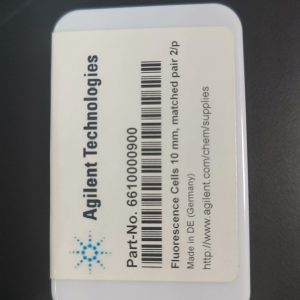 Agilent Technologies
Part-No. 6610000900
Fluorescence Cells 10 mm, matched pair 2/p
Made in DE (Germany)
http://www.agilent.com/chem/supplies